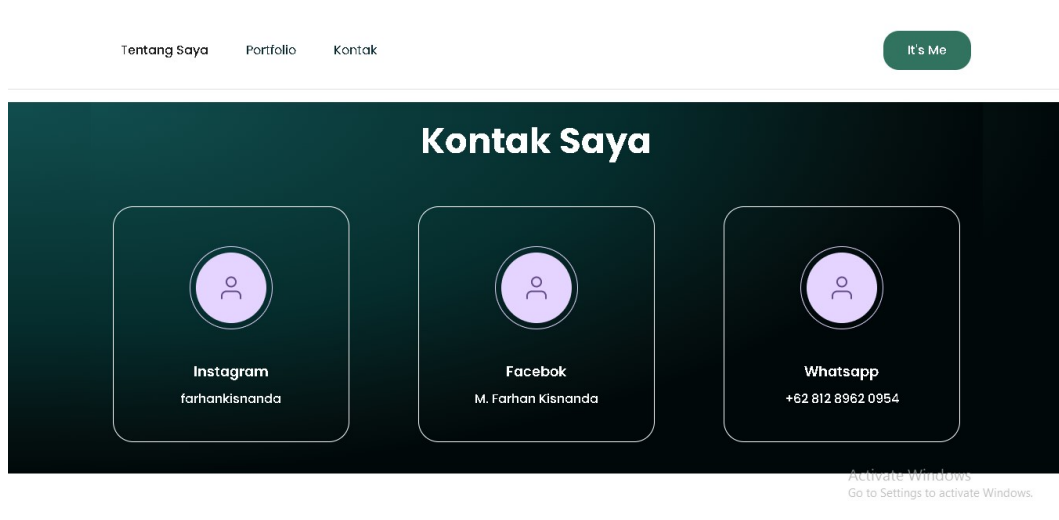 Tentang Saya Portfolio Kontak It's Me
Kontak Saya
Instagram
farhankisnanda
Facebok
M. Farhan Kisnanda
Whatsapp
+62 812 8962 0954
Activate Windows
Go to Settings to activate Windows.